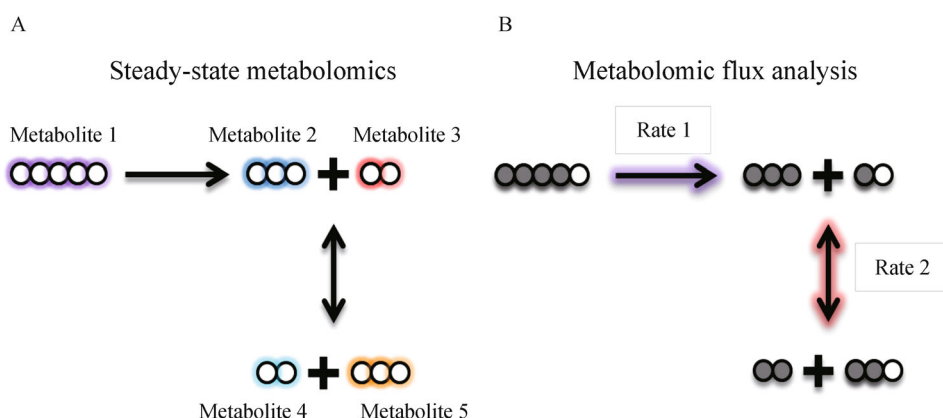 A
Steady-state metabolomics
Metabolite 1
Metabolite 2
Metabolite 3
Metabolite 4
Metabolite 5
B
Metabolomic flux analysis
Rate 1
Rate 2